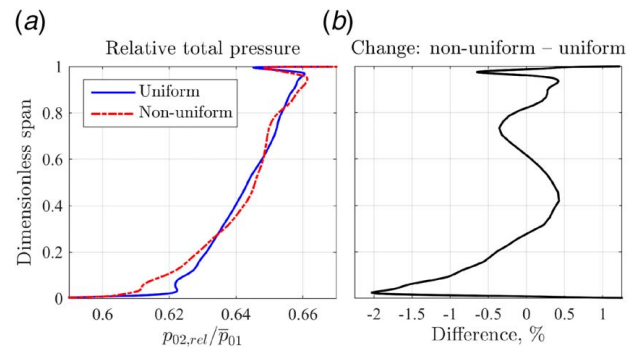 (a)
Relative total pressure
Uniform
Non-uniform
Dimensionless span
1
0.8
0.6
0.4
0.2
0
0.6 0.62 0.64 0.66
p02,rel/p̅01
(b)
Change: non-uniform – uniform
-2 -1.5 -1 -0.5 0 0.5 1
Difference, %